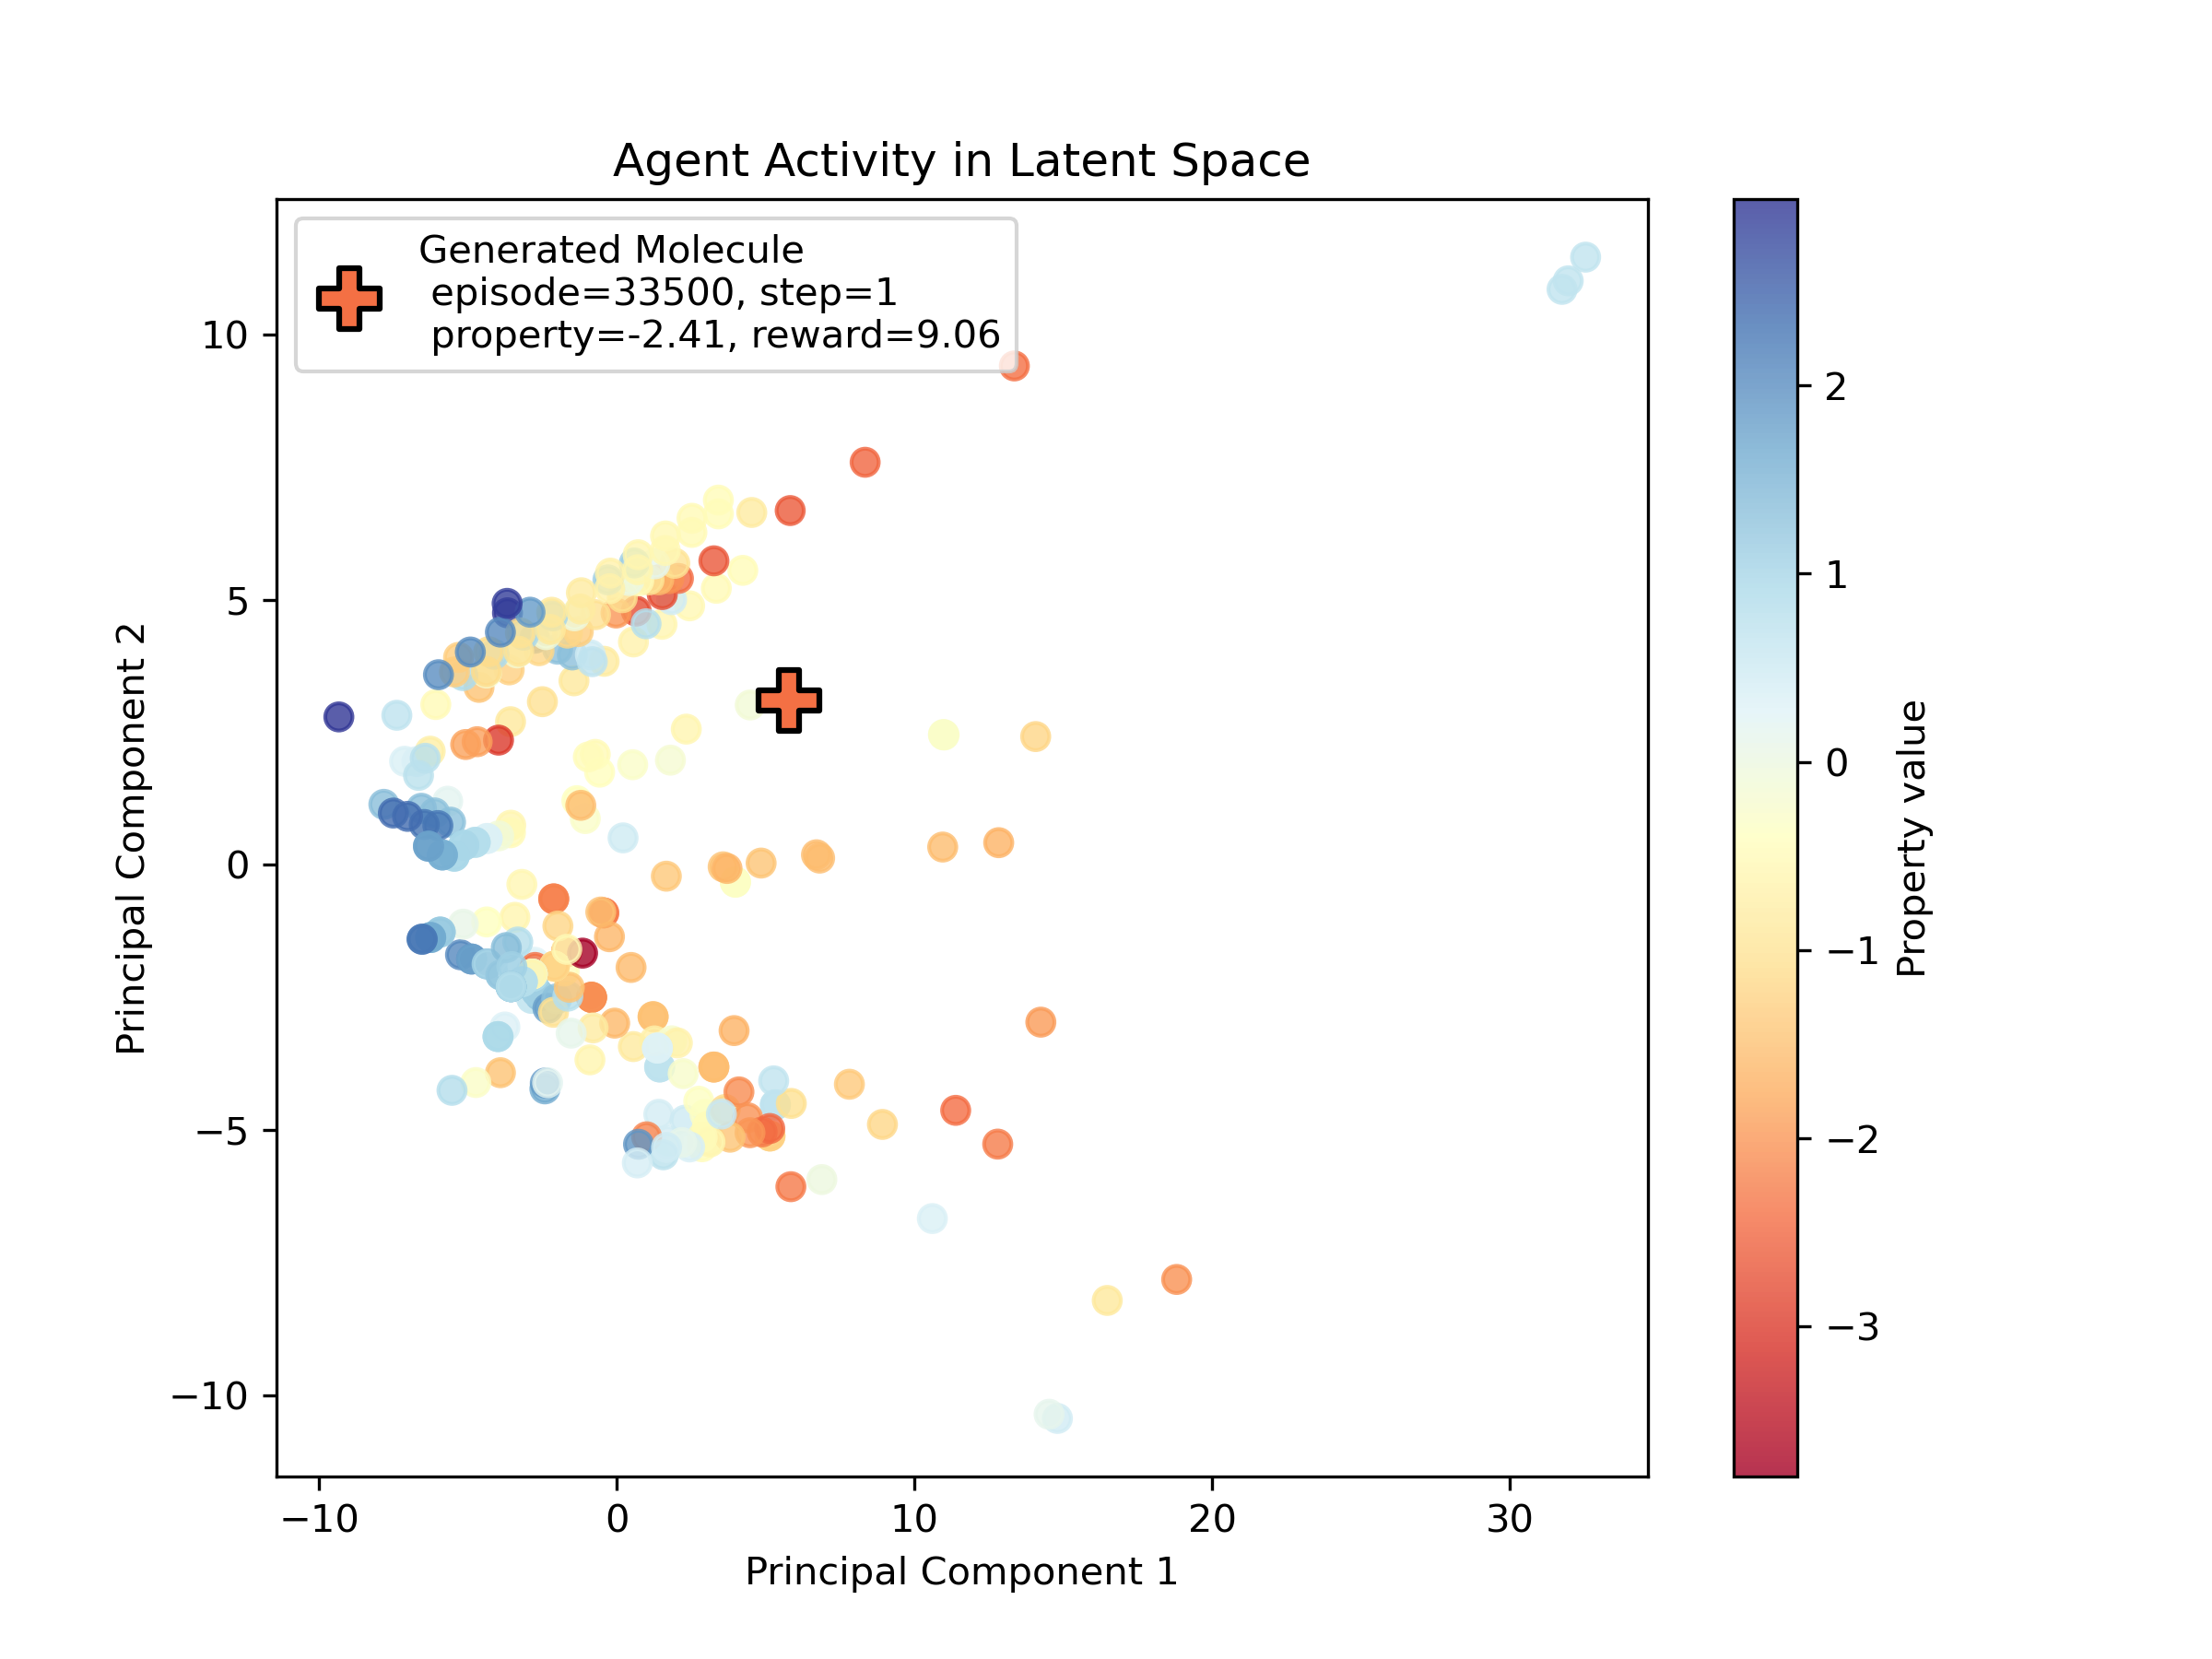 Agent Activity in Latent Space
Generated Molecule
episode=33500, step=1
property=-2.41, reward=9.06
10
5
0
−5
−10
Principal Component 2
−10
0
10
20
30
Principal Component 1
2
1
0
−1
−2
−3
Property value